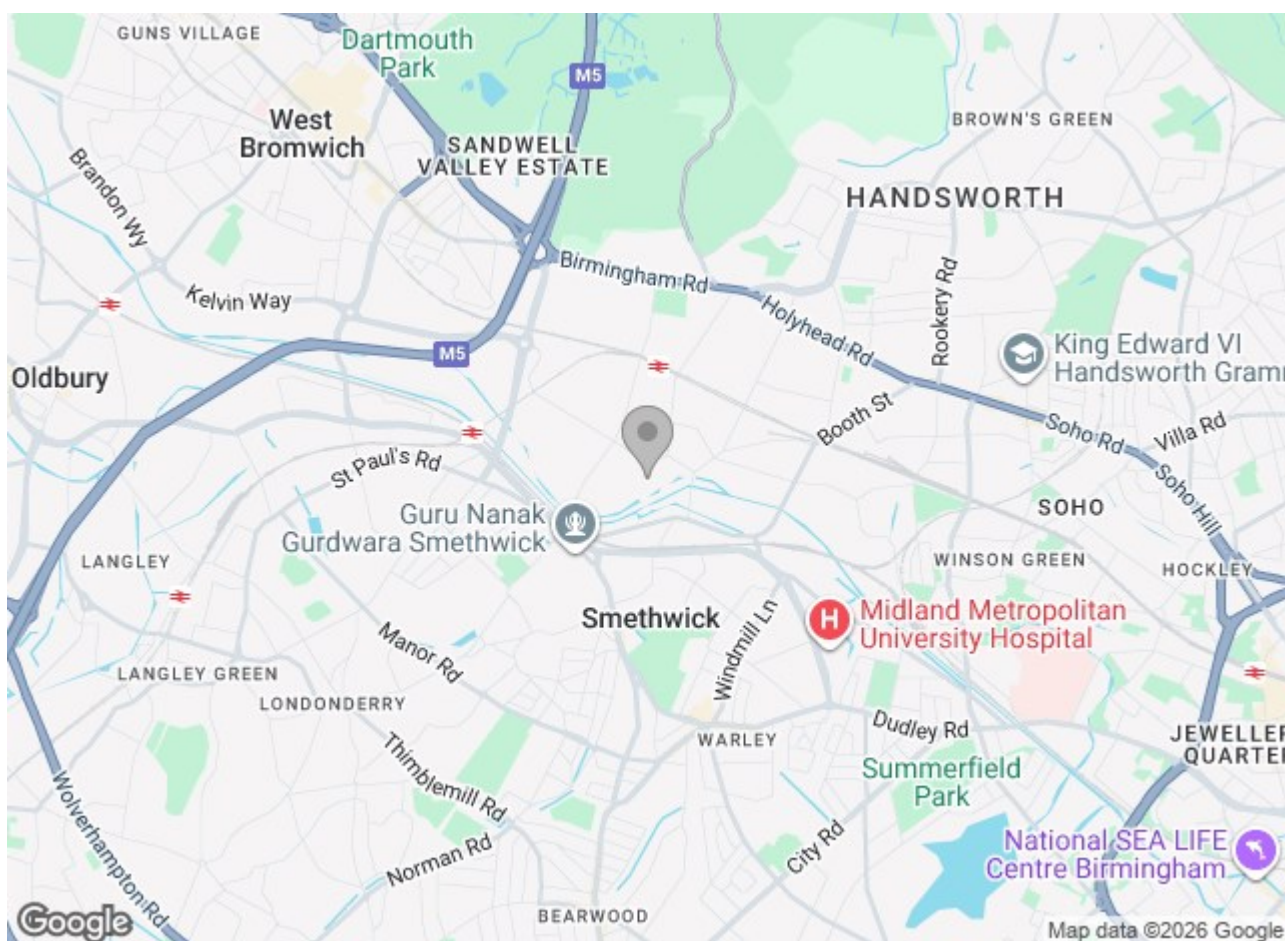 GUNS VILLAGE
Dartmouth
Park
M5
West
Bromwich
BROWN'S GREEN
SANDWELL
VALLEY ESTATE
Brandon Wy
HANDSWORTH
Birmingham Rd
Kelvin Way
Holyhead Rd
Rookery Rd
M5
King Edward VI
Handsworth Gramm
Oldbury
Booth St
Soho Rd
Villa Rd
St Paul's Rd
Soho Hill
Guru Nanak
Gurdwara Smethwick
SOHO
LANGLEY
WINSON GREEN
HOCKLEY
Smethwick
Windmill Ln
H
Midland Metropolitan
University Hospital
Manor Rd
LANGLEY GREEN
LONDONDERRY
WARLEY
Dudley Rd
JEWELLER
QUARTE
Thimblemill Rd
Summerfield
Park
Wolverhampton Rd
Norman Rd
City Rd
National SEA LIFE
Centre Birmingham
BEARWOOD
Google
Map data ©2026 Google